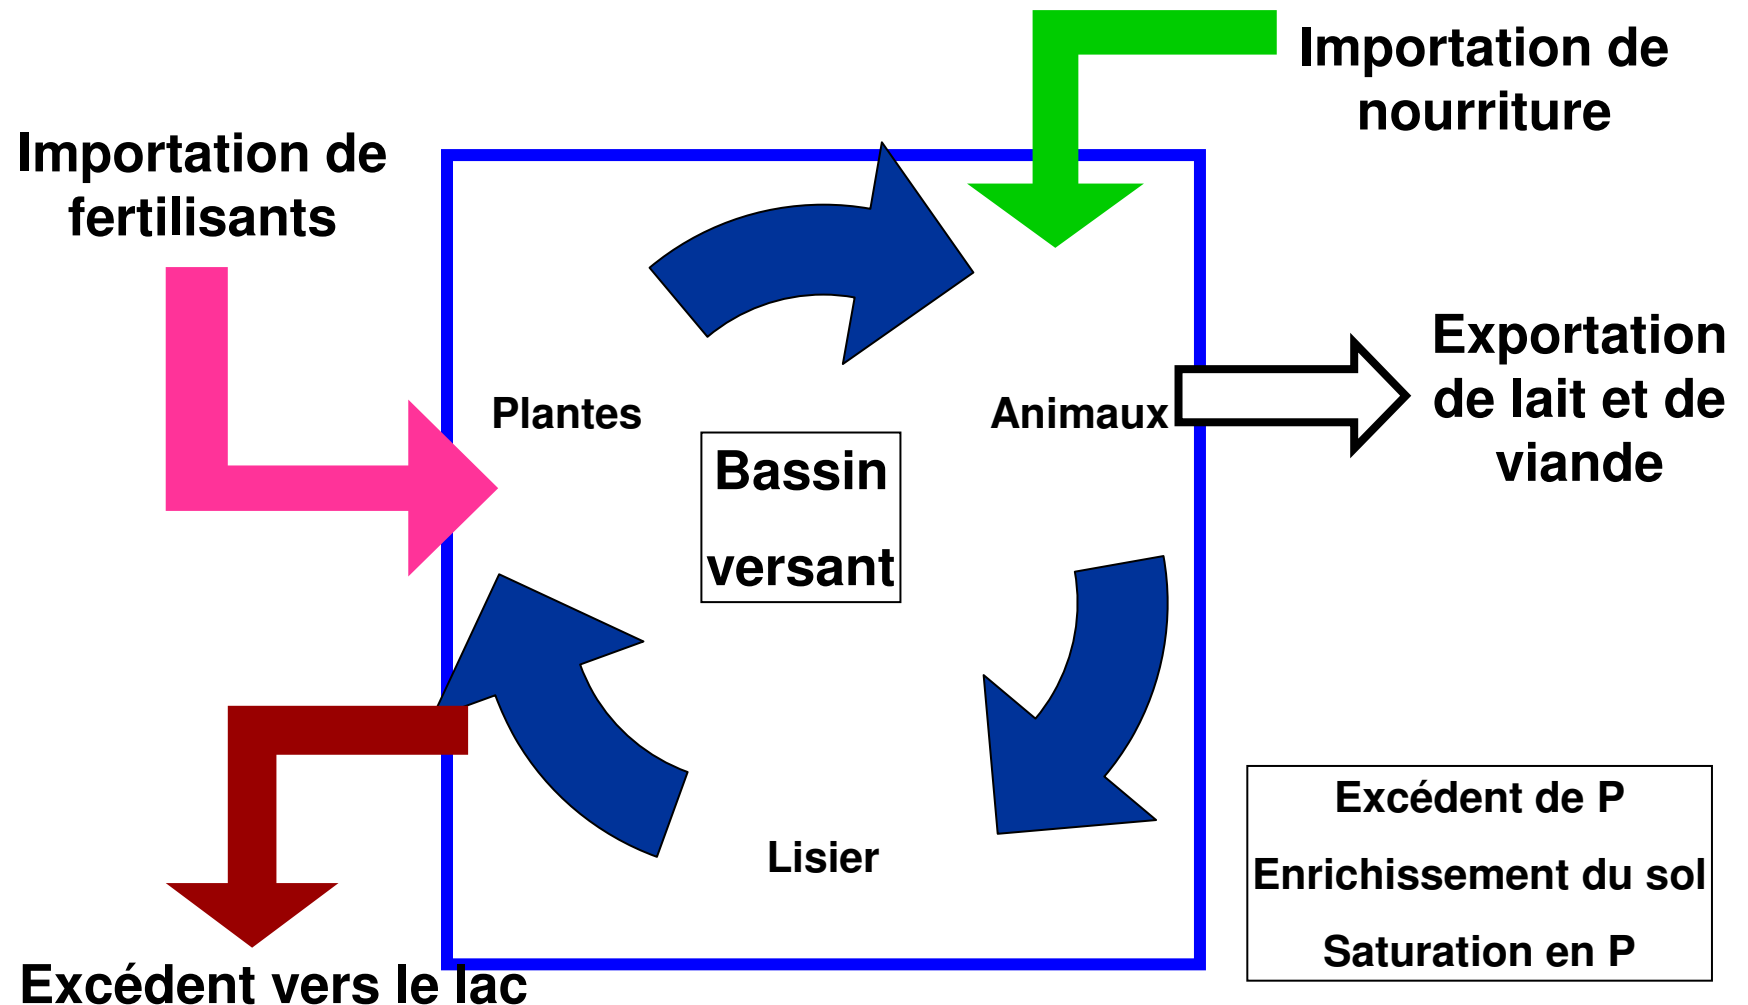 Importation de
nourriture
Importation de
fertilisants
Exportation
de lait et de
viande
Plantes
Animaux
Bassin
versant
Lisier
Excédent de P
Enrichissement du sol
Saturation en P
Excédent vers le lac